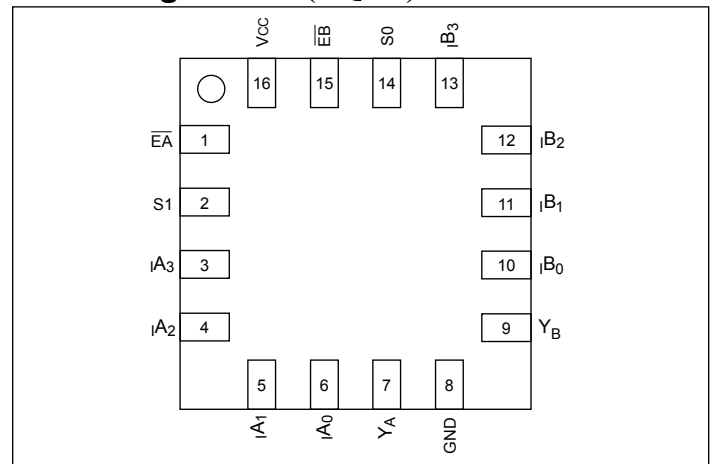 VCC EB S0 IB3
16 15 14 13
EA 1 12 IB2
S1 2 11 IB1
IA3 3 10 IB0
IA2 4 9 YB
5 6 7 8
IA1 IA0 YA GND